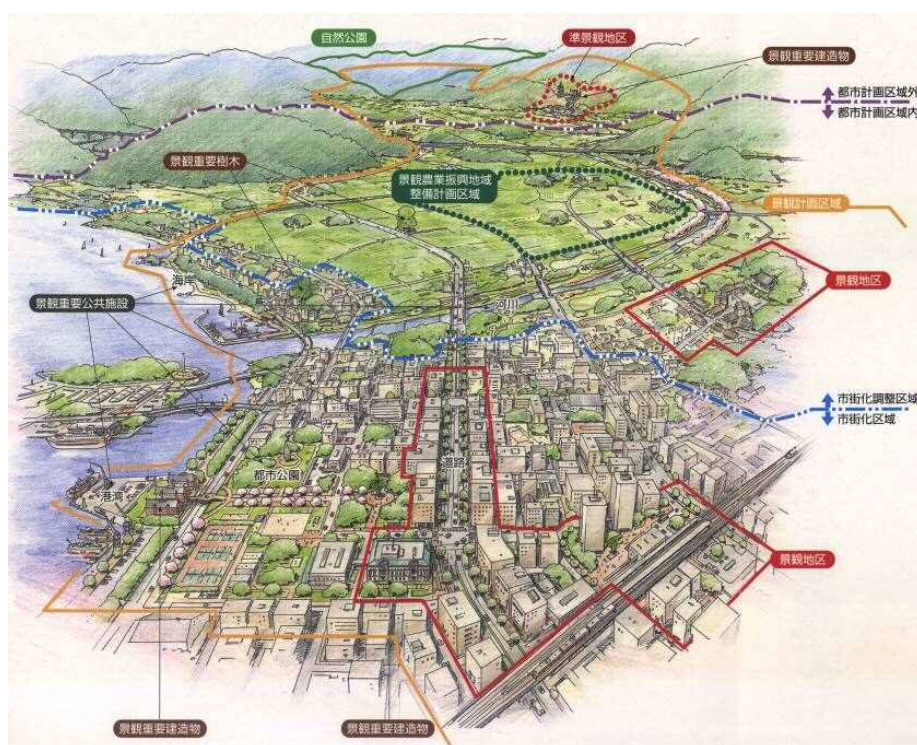 自然公園
準景観地区
景観重要建造物
都市計画区域外
都市計画区域内
景観重要樹木
景観農業振興地域
整備計画区域
景観計画区域
海岸
景観地区
景観重要公共施設
河川
市街化調整区域
市街化区域
道路
都市公園
港湾
景観地区
景観重要建造物
景観重要建造物